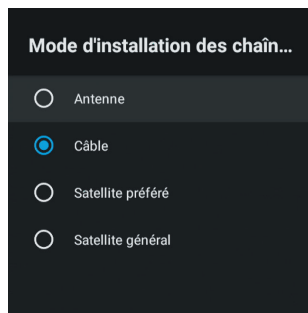 Mode d'installation des chaîn...
Antenne
Câble
Satellite préféré
Satellite général